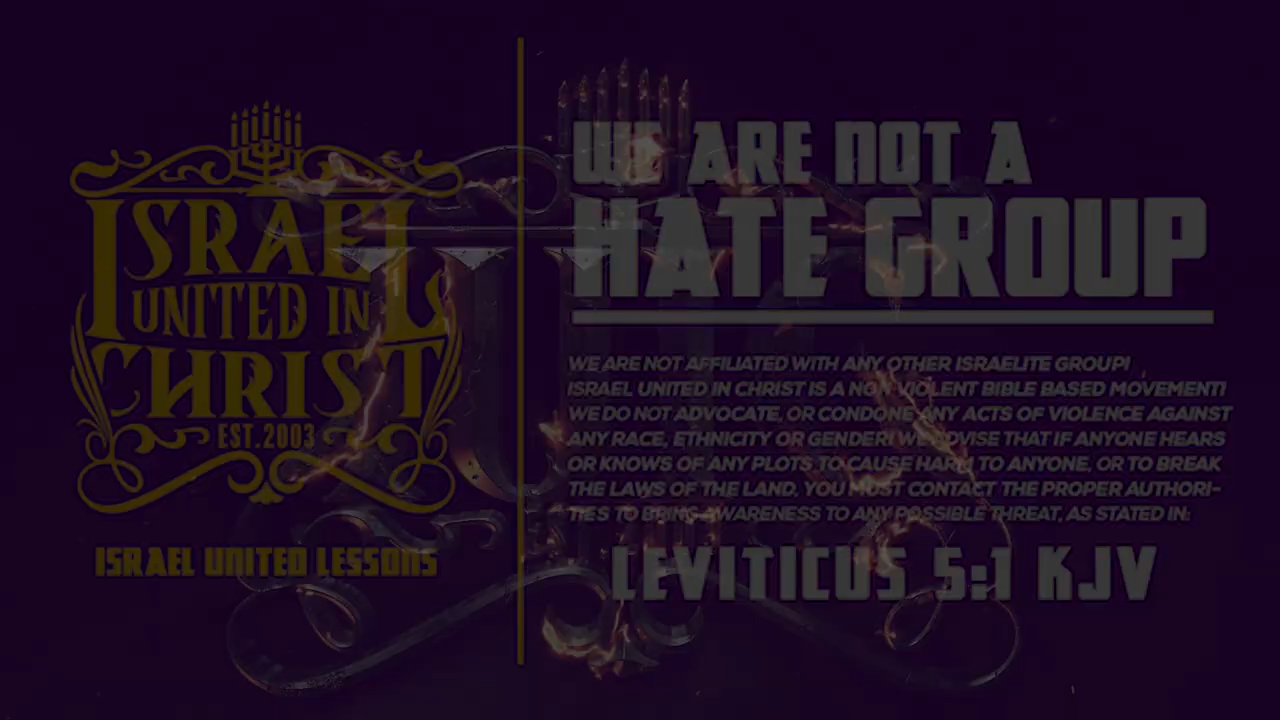 ISRAEL
UNITED IN
CHRIST
EST.2003
ISRAEL UNITED LESSONS
WE ARE NOT A
HATE GROUP
WE ARE NOT AFFILIATED WITH ANY OTHER ISRAELITE GROUP!
ISRAEL UNITED IN CHRIST IS A NON VIOLENT BIBLE BASED MOVEMENT!
WE DO NOT ADVOCATE, OR CONDONE ANY ACTS OF VIOLENCE AGAINST
ANY RACE, ETHNICITY OR GENDER! WE ADVISE THAT IF ANYONE HEARS
OR KNOWS OF ANY PLOTS TO CAUSE HARM TO ANYONE, OR TO BREAK
THE LAWS OF THE LAND, YOU MUST CONTACT THE PROPER AUTHORI-
TIES TO BRING AWARENESS TO ANY POSSIBLE THREAT, AS STATED IN:
LEVITICUS 5:1 KJV